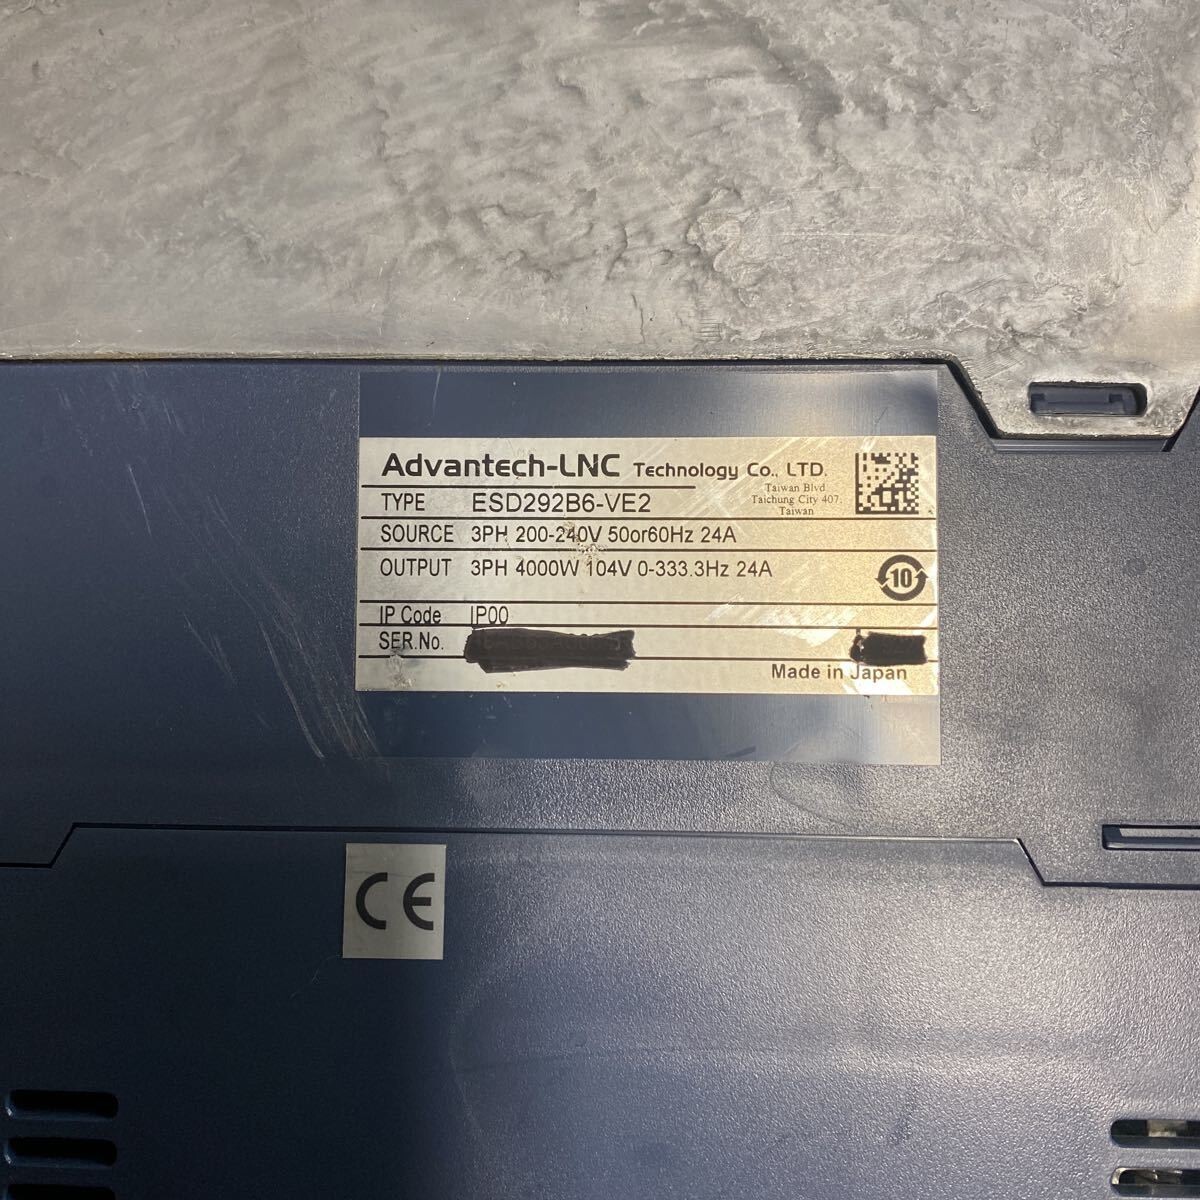 Advantech-LNC Technology Co., LTD.
Taiwan Blvd
Taichung City 407,
Taiwan
TYPE ESD292B6-VE2
SOURCE 3PH 200-240V 50or60Hz 24A
OUTPUT 3PH 4000W 104V 0-333.3Hz 24A
10
IP Code IP00
SER.No.
Made in Japan
CE